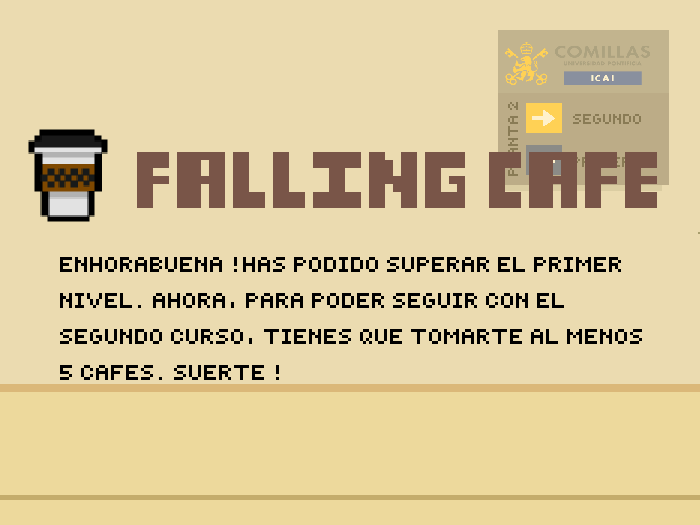 COMILLAS
UNIVERSIDAD PONTIFICIA
ICAI
PLANTA 2
SEGUNDO
FALLING CAFE
ENHORABUENA !HAS PODIDO SUPERAR EL PRIMER
NIVEL. AHORA, PARA PODER SEGUIR CON EL
SEGUNDO CURSO, TIENES QUE TOMARTE AL MENOS
5 CAFES. SUERTE !